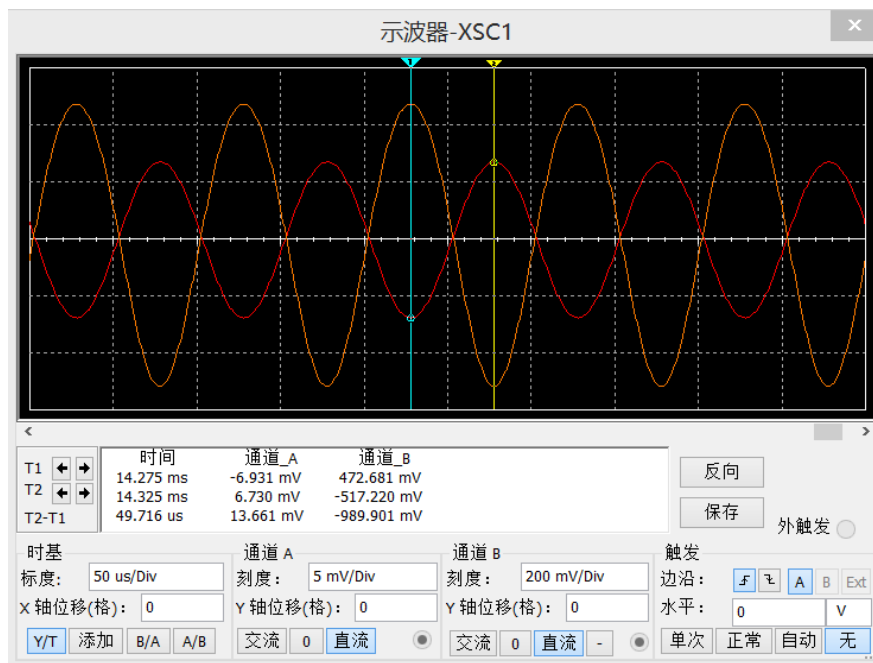 示波器-XSC1
×
1
2
< >
时间 通道_A 通道_B
T1 14.275 ms -6.931 mV 472.681 mV
T2 14.325 ms 6.730 mV -517.220 mV
T2-T1 49.716 us 13.661 mV -989.901 mV
反向
保存
外触发
时基 通道 A 通道 B 触发
标度: 50 us/Div 刻度: 5 mV/Div 刻度: 200 mV/Div 边沿: A B Ext
X 轴位移(格): 0 Y 轴位移(格): 0 Y 轴位移(格): 0 水平: 0 V
Y/T 添加 B/A A/B 交流 0 直流 交流 0 直流 - 单次 正常 自动 无